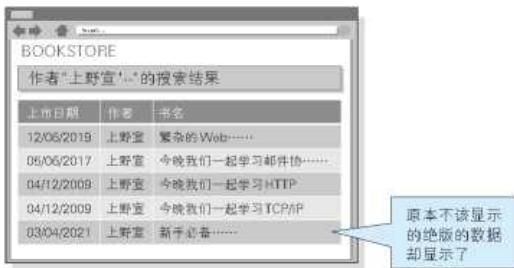 BOOKSTORE
作者"上野宣'--"的搜索结果
上市日期 作者 书名
12/06/2019 上野宣 繁杂的Web……
05/06/2017 上野宣 今晚我们一起学习邮件协……
04/12/2009 上野宣 今晚我们一起学习HTTP
04/12/2009 上野宣 今晚我们一起学习TCP/IP
03/04/2021 上野宣 新手必备……
原本不该显示
的绝版的数据
却显示了